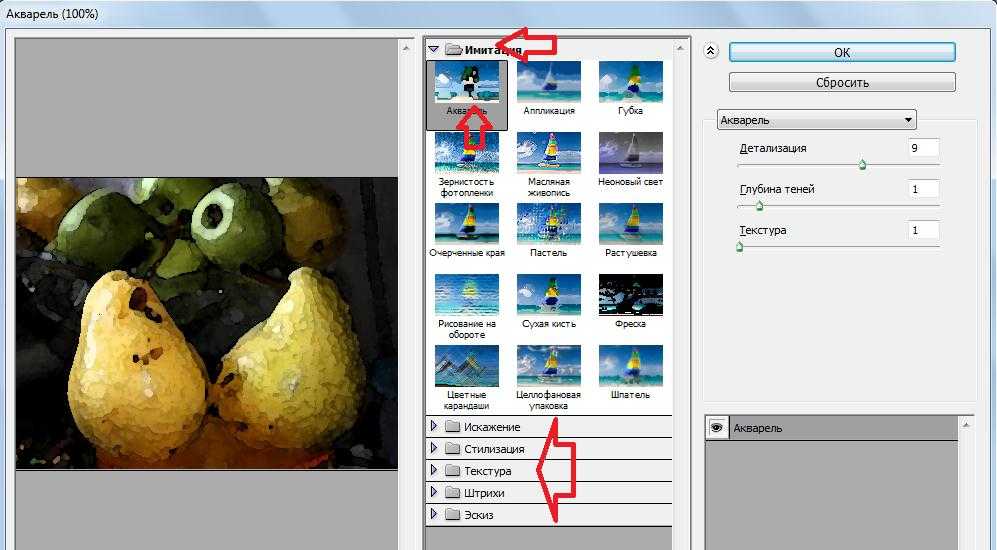 Акварель (100%)
Имитация
Акварель
Аппликация
Губка
Зернистость
фотопленки
Масляная
живопись
Неоновый свет
Очерченные края
Пастель
Растушевка
Рисование на
обороте
Сухая кисть
Фреска
Цветные
карандаши
Целлофановая
упаковка
Шпатель
Искажение
Стилизация
Текстура
Штрихи
Эскиз
ОК
Сбросить
Акварель
Детализация 9
Глубина теней 1
Текстура 1
Акварель